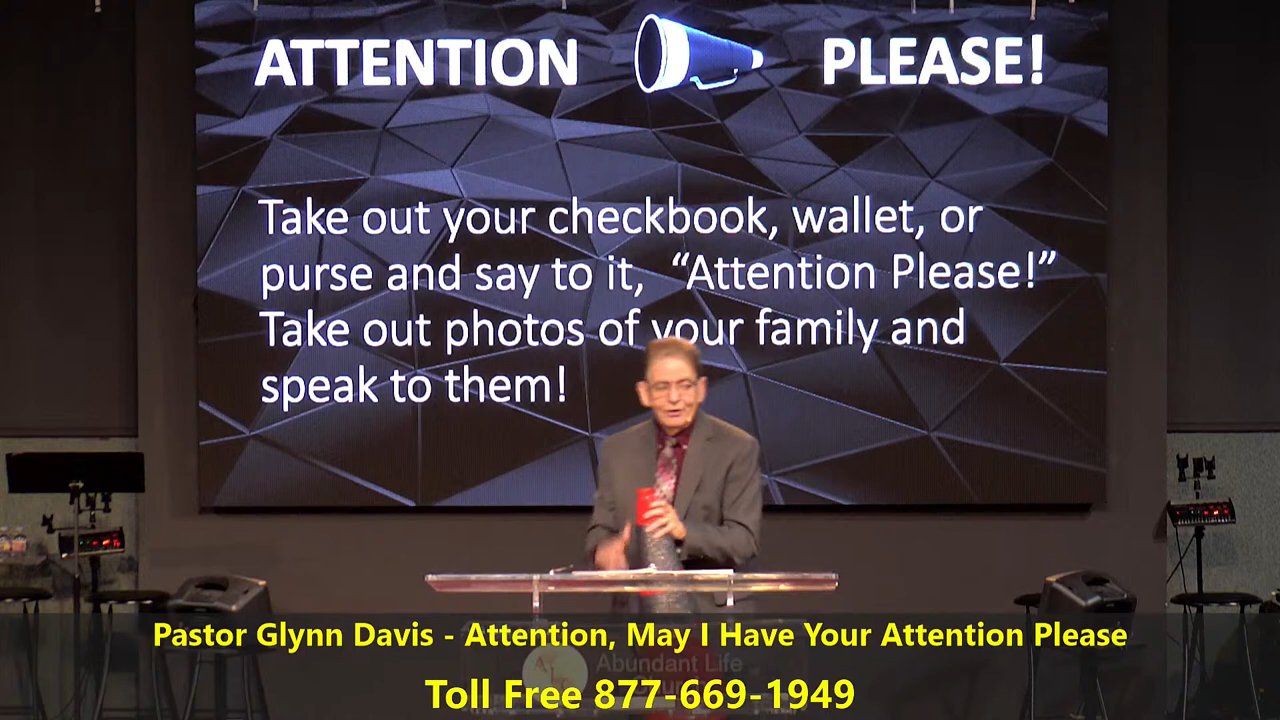 ATTENTION PLEASE!
Take out your checkbook, wallet, or
purse and say to it, “Attention Please!”
Take out photos of your family and
speak to them!
Pastor Glynn Davis - Attention, May I Have Your Attention Please
Abundant Life
Church
Toll Free 877-669-1949